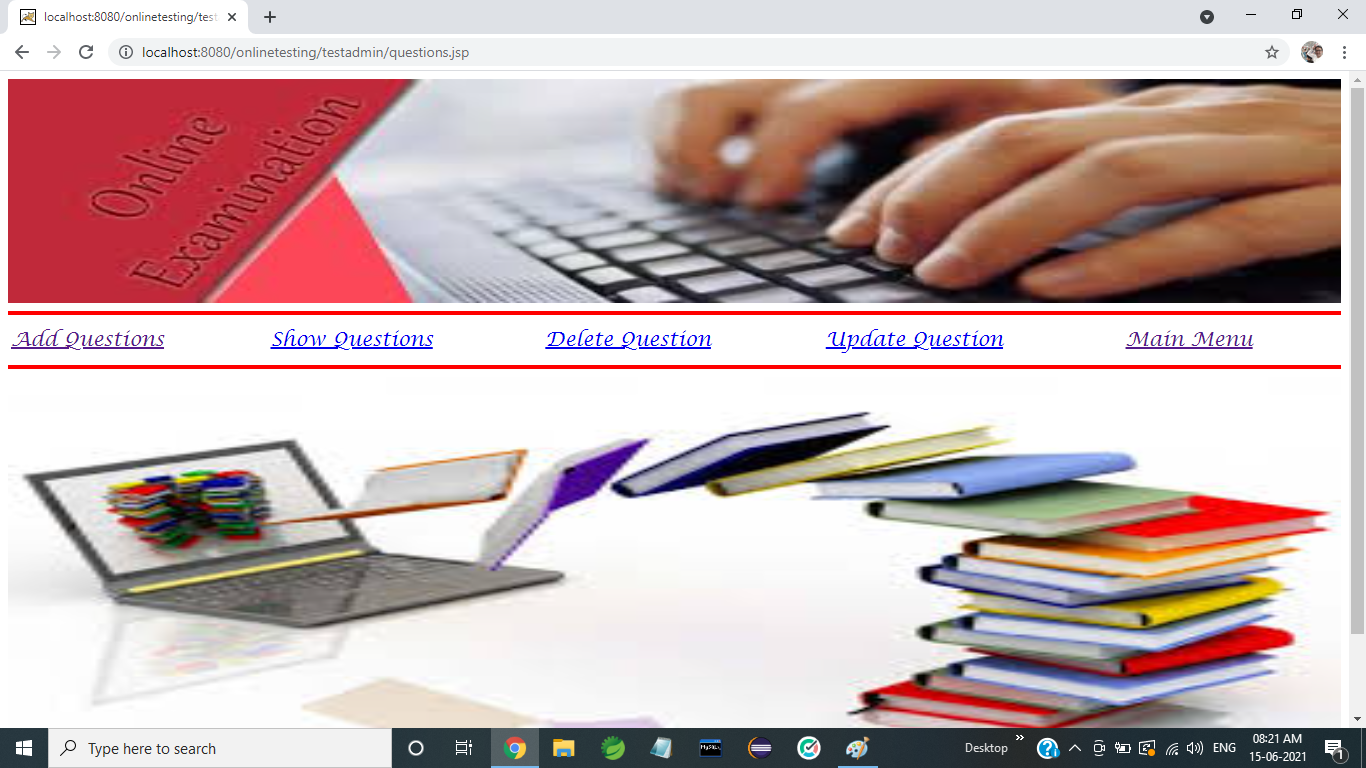 localhost:8080/onlinetesting/test
localhost:8080/onlinetesting/testadmin/questions.jsp
Online
Examination
Add Questions Show Questions Delete Question Update Question Main Menu
Type here to search
MySQL
Desktop
ENG
08:21 AM
15-06-2021
1